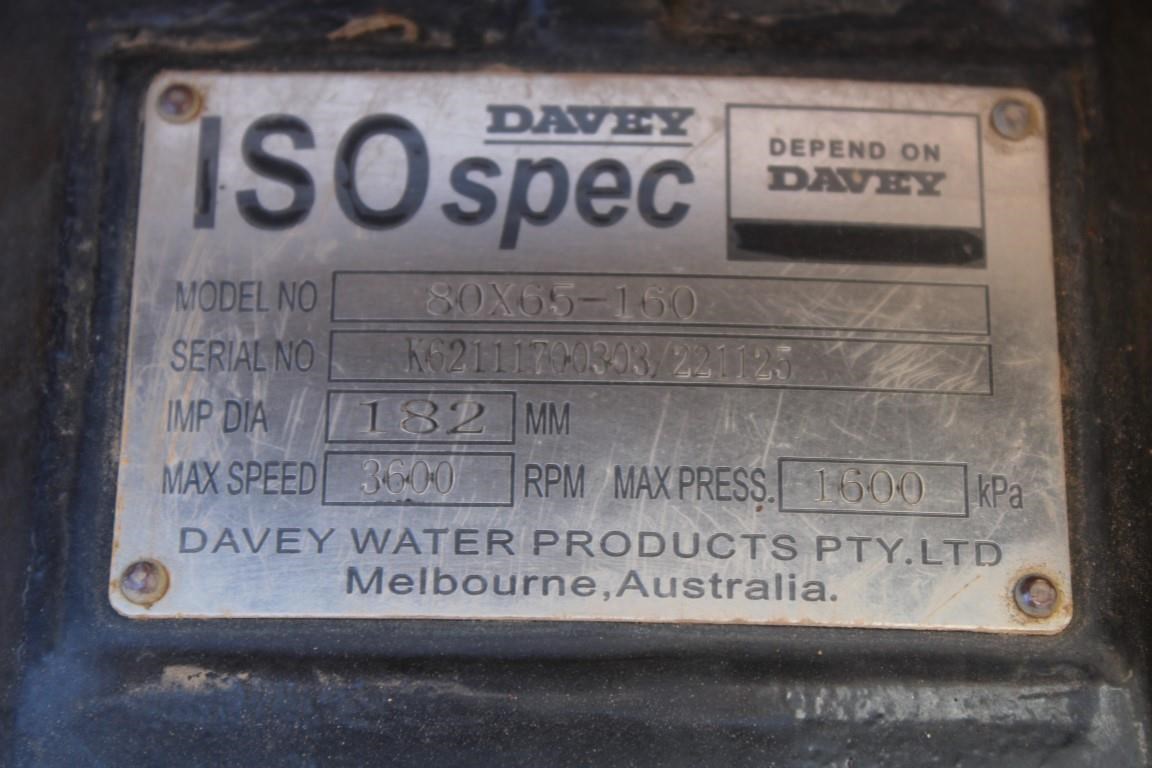 DAVEY
ISO spec
DEPEND ON
DAVEY
MODEL NO 80X65-160
SERIAL NO K62111700303/221125
IMP DIA 182 MM
MAX SPEED 3600 RPM MAX PRESS. 1600 kPa
DAVEY WATER PRODUCTS PTY.LTD
Melbourne,Australia.